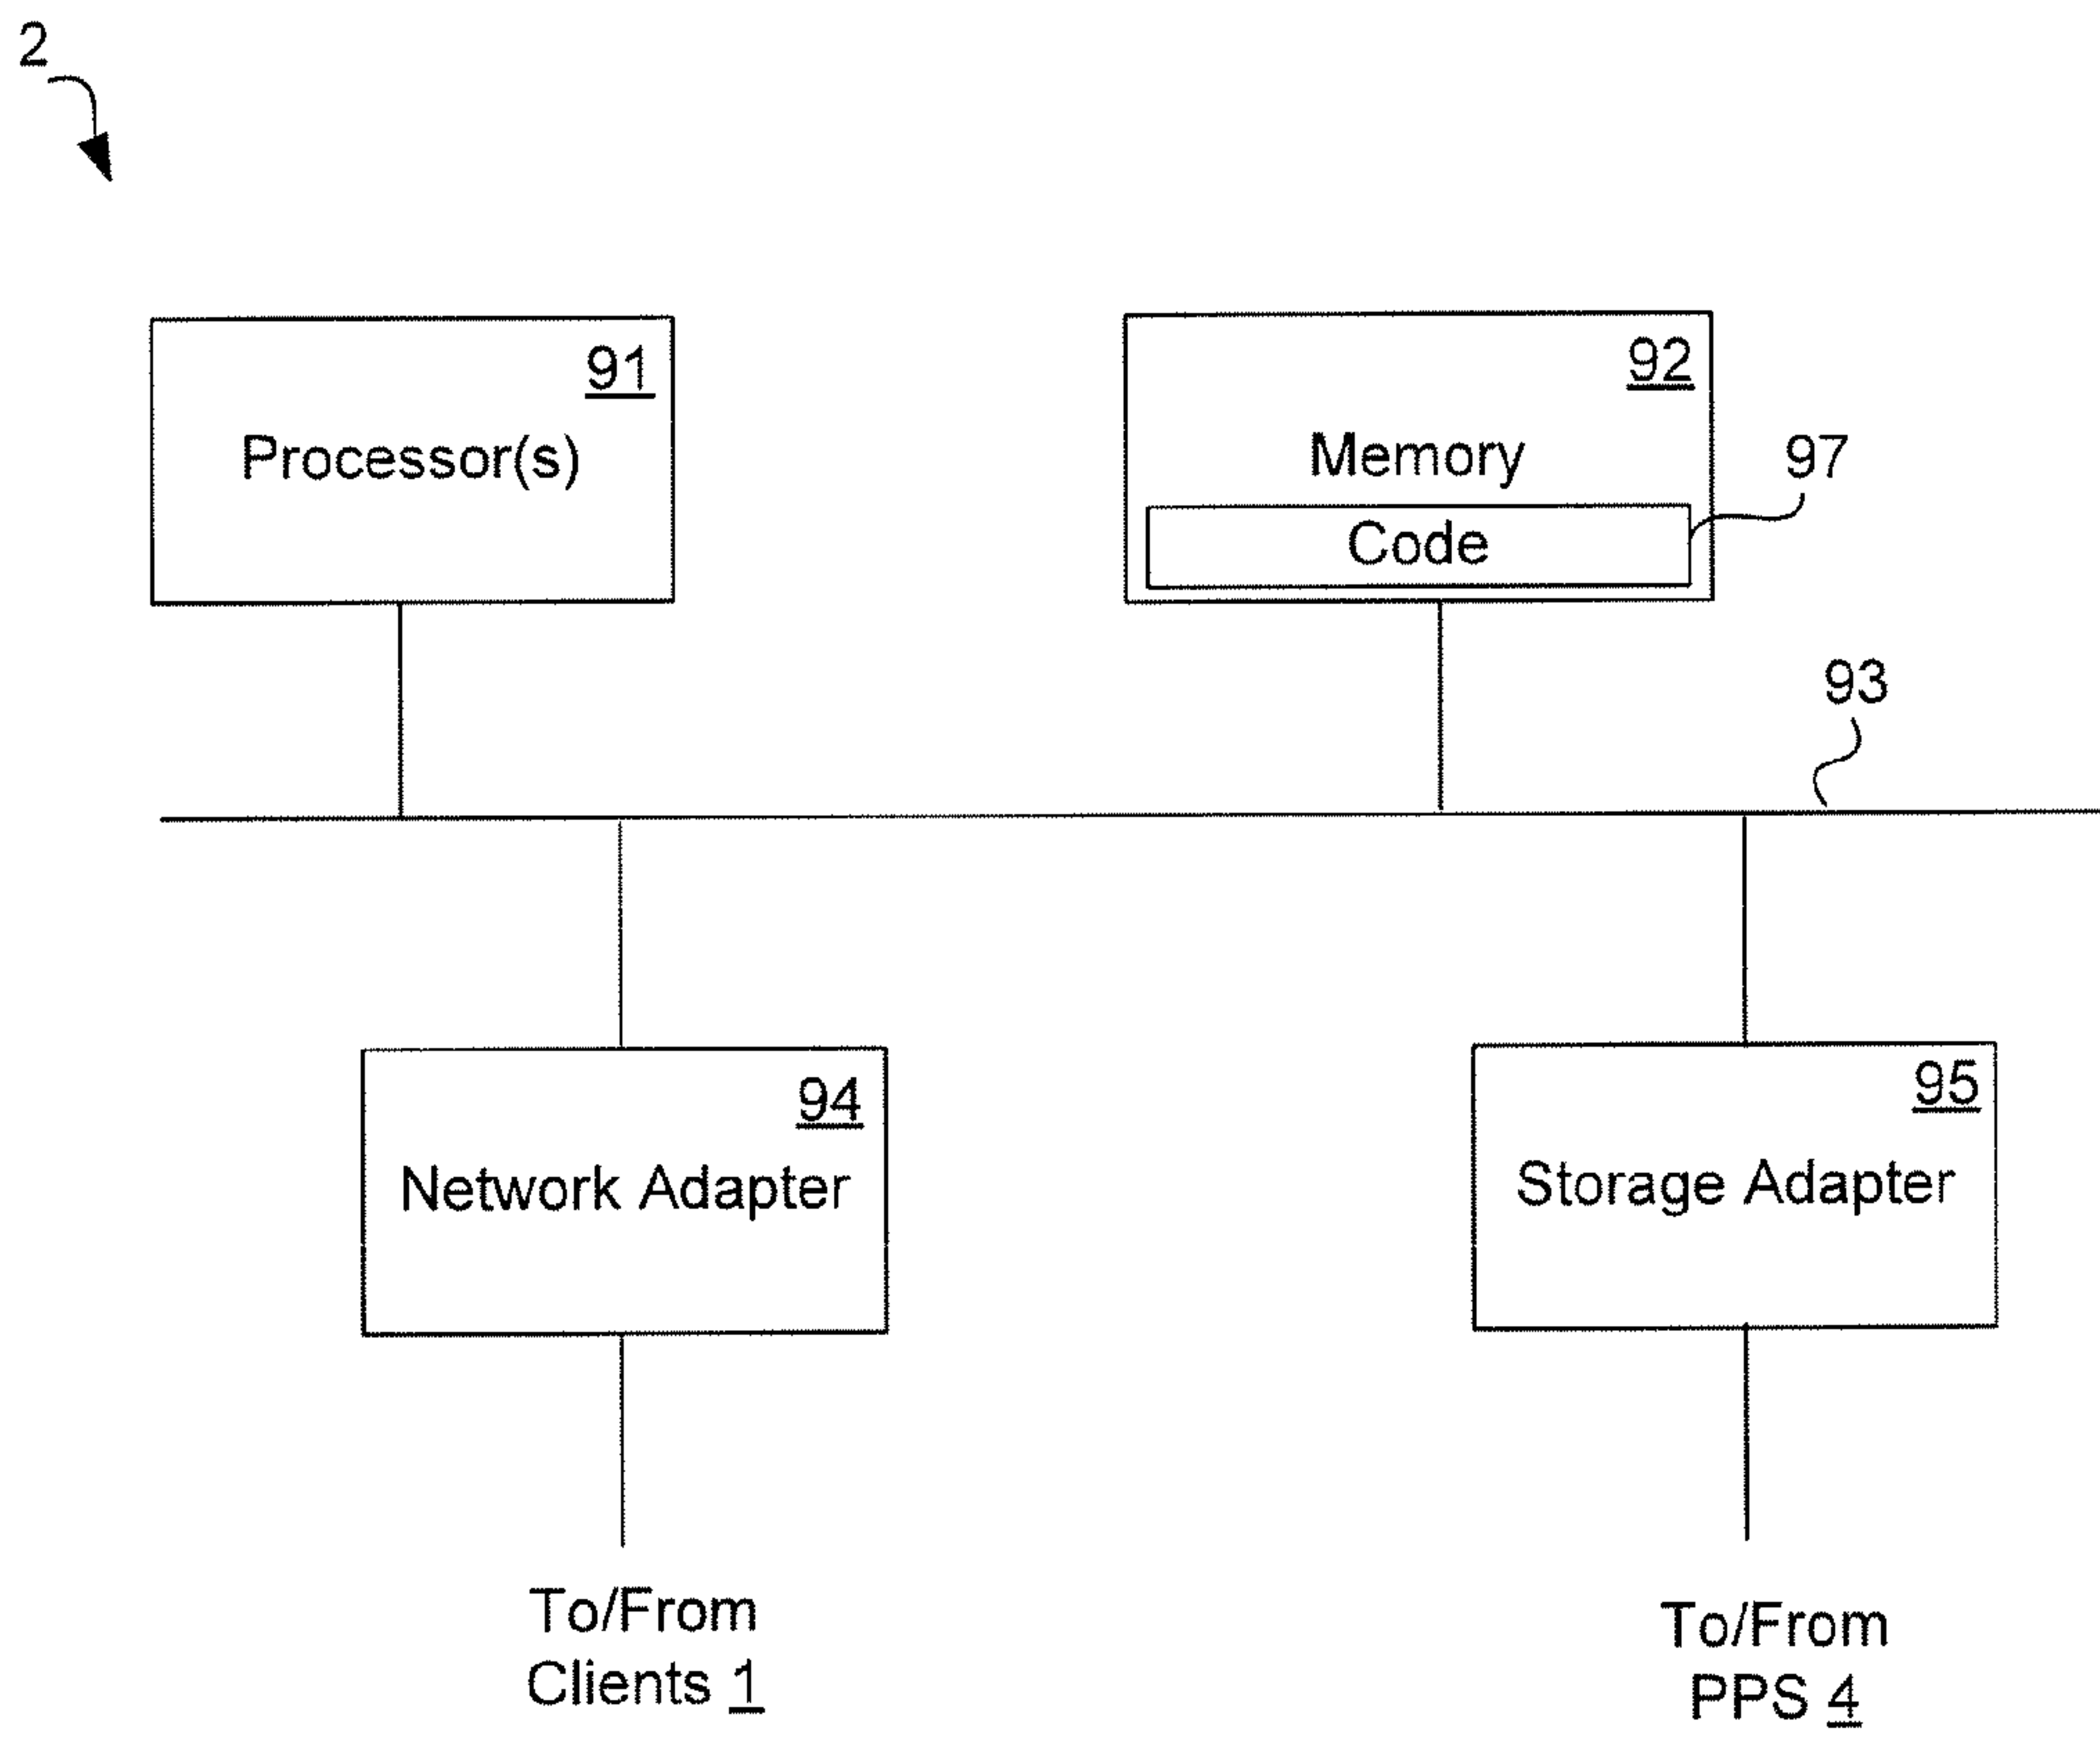 2
91
Processor(s)
92
Memory
97
Code
93
94
Network Adapter
95
Storage Adapter
To/From
Clients 1
To/From
PPS 4